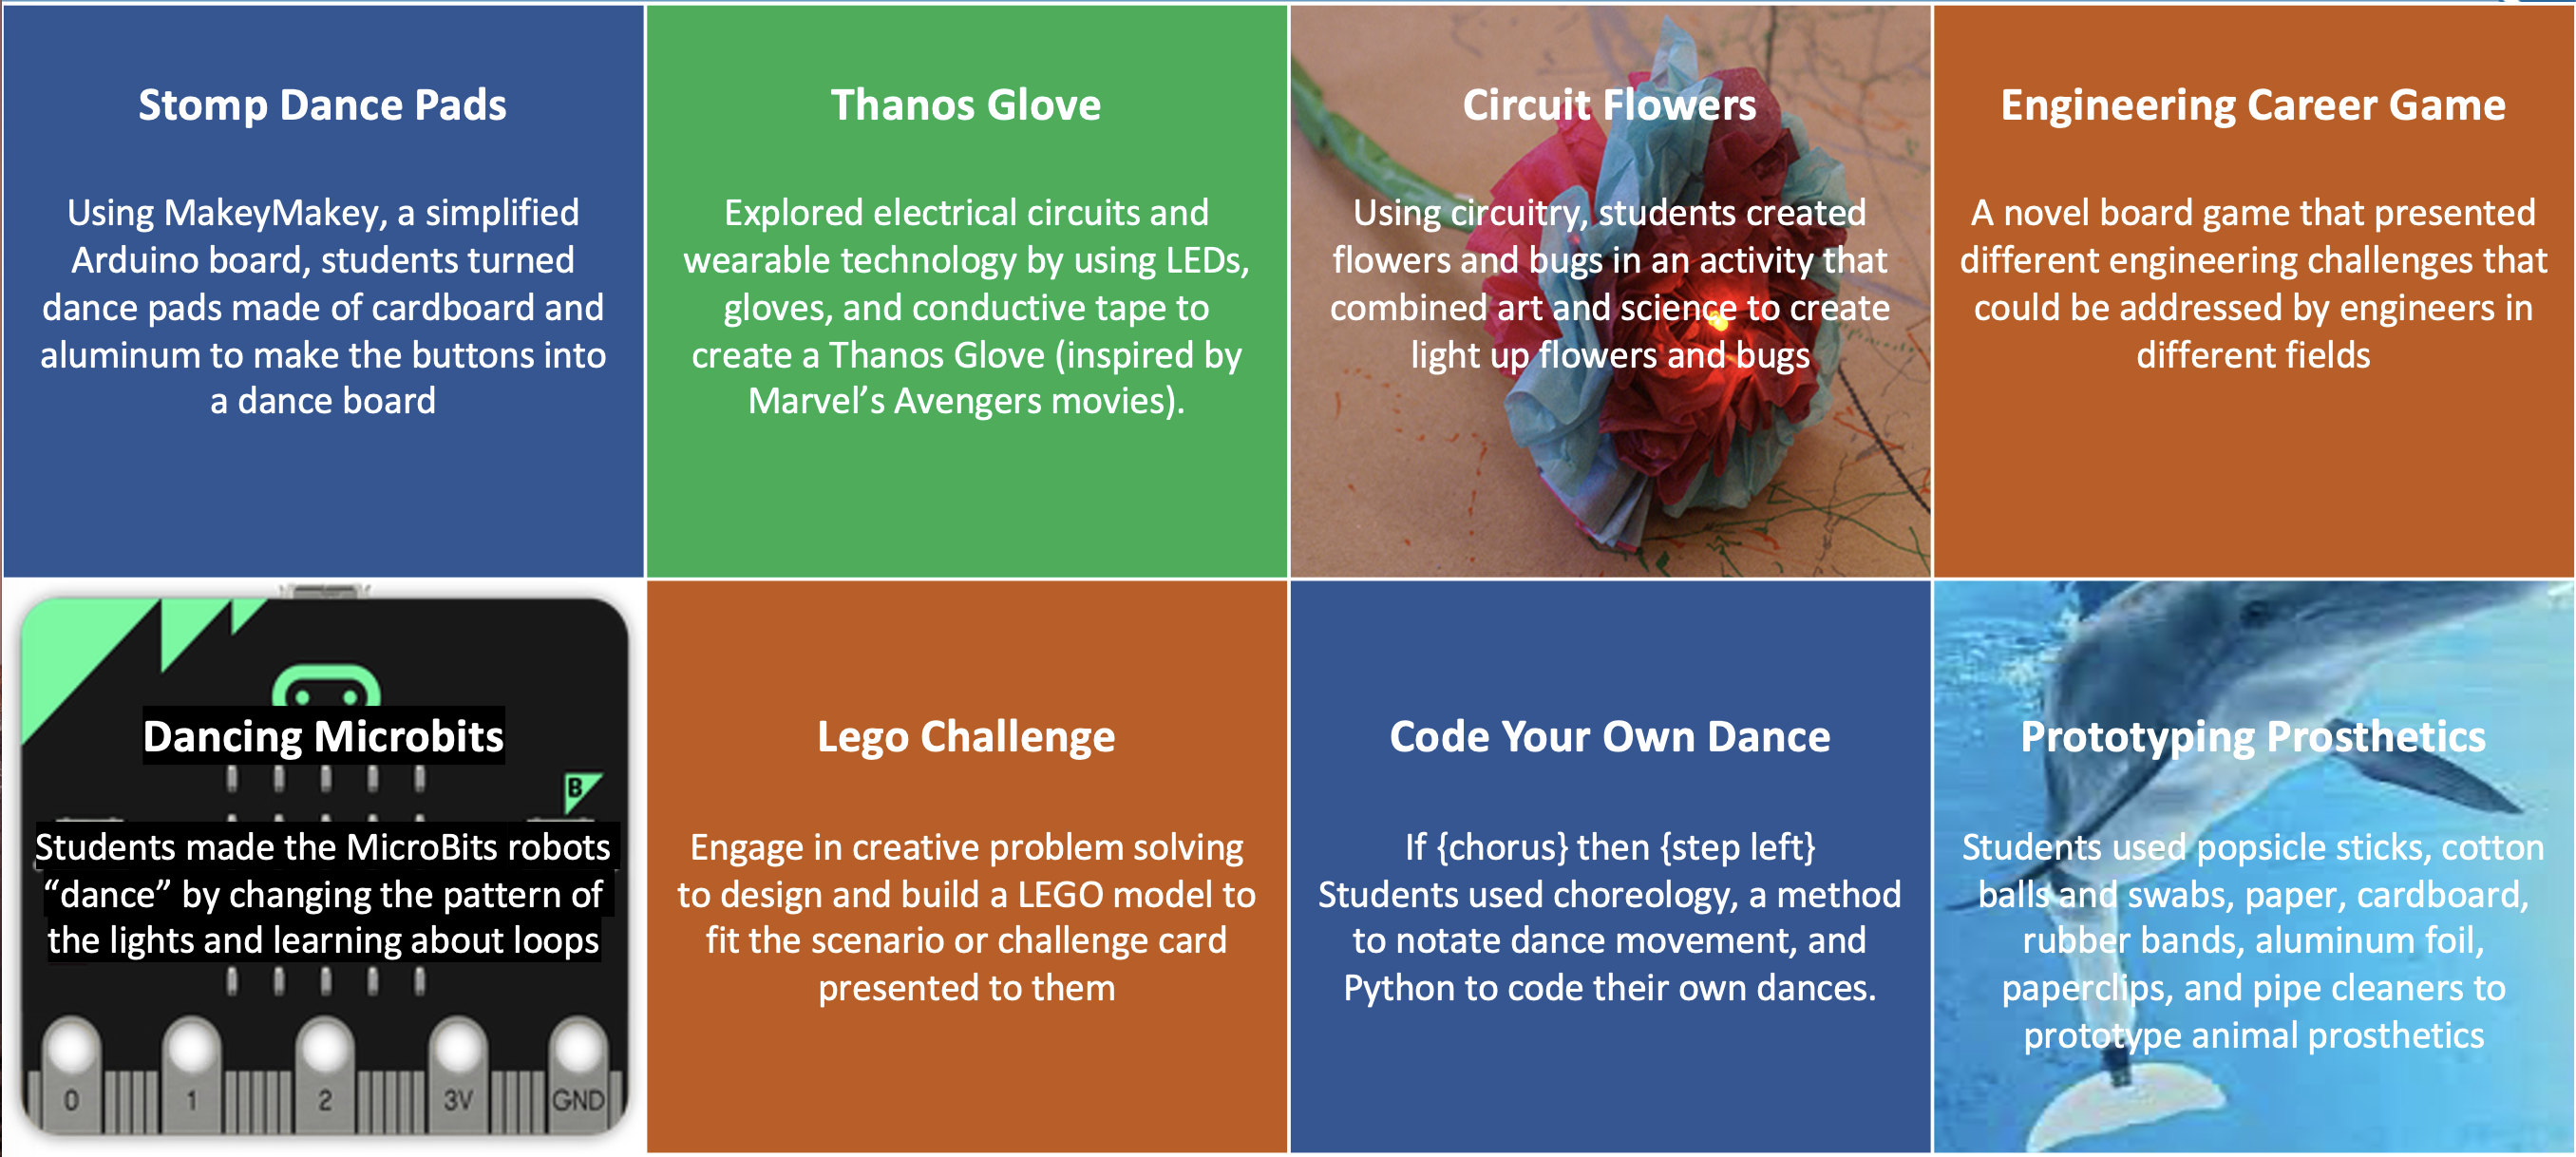 Stomp Dance Pads
Using MakeyMakey, a simplified
Arduino board, students turned
dance pads made of cardboard and
aluminum to make the buttons into
a dance board
Thanos Glove
Explored electrical circuits and
wearable technology by using LEDs,
gloves, and conductive tape to
create a Thanos Glove (inspired by
Marvel’s Avengers movies).
Circuit Flowers
Using circuitry, students created
flowers and bugs in an activity that
combined art and science to create
light up flowers and bugs
Engineering Career Game
A novel board game that presented
different engineering challenges that
could be addressed by engineers in
different fields
Dancing Microbits
B
Students made the MicroBits robots
“dance” by changing the pattern of
the lights and learning about loops
0 1 2 3V GND
Lego Challenge
Engage in creative problem solving
to design and build a LEGO model to
fit the scenario or challenge card
presented to them
Code Your Own Dance
If {chorus} then {step left}
Students used choreology, a method
to notate dance movement, and
Python to code their own dances.
Prototyping Prosthetics
Students used popsicle sticks, cotton
balls and swabs, paper, cardboard,
rubber bands, aluminum foil,
paperclips, and pipe cleaners to
prototype animal prosthetics